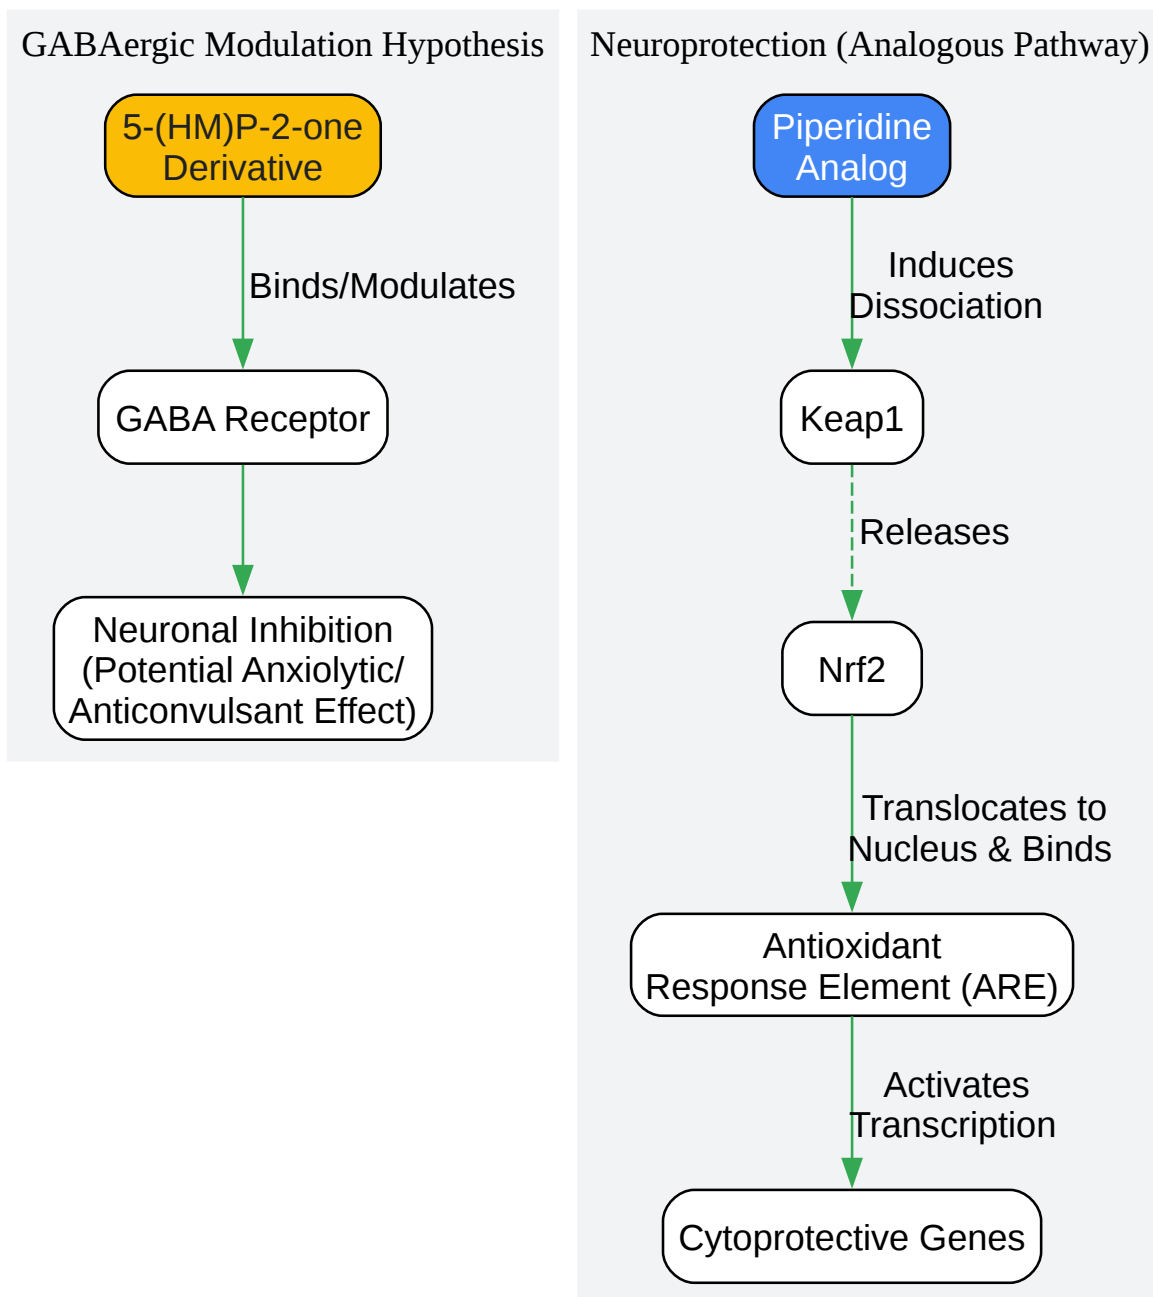 GABAergic Modulation Hypothesis
5-(HM)P-2-one
Derivative
Binds/Modulates
GABA Receptor
Neuronal Inhibition
(Potential Anxiolytic/
Anticonvulsant Effect)
Neuroprotection (Analogous Pathway)
Piperidine
Analog
Induces
Dissociation
Keap1
Releases
Nrf2
Translocates to
Nucleus & Binds
Antioxidant
Response Element (ARE)
Activates
Transcription
Cytoprotective Genes